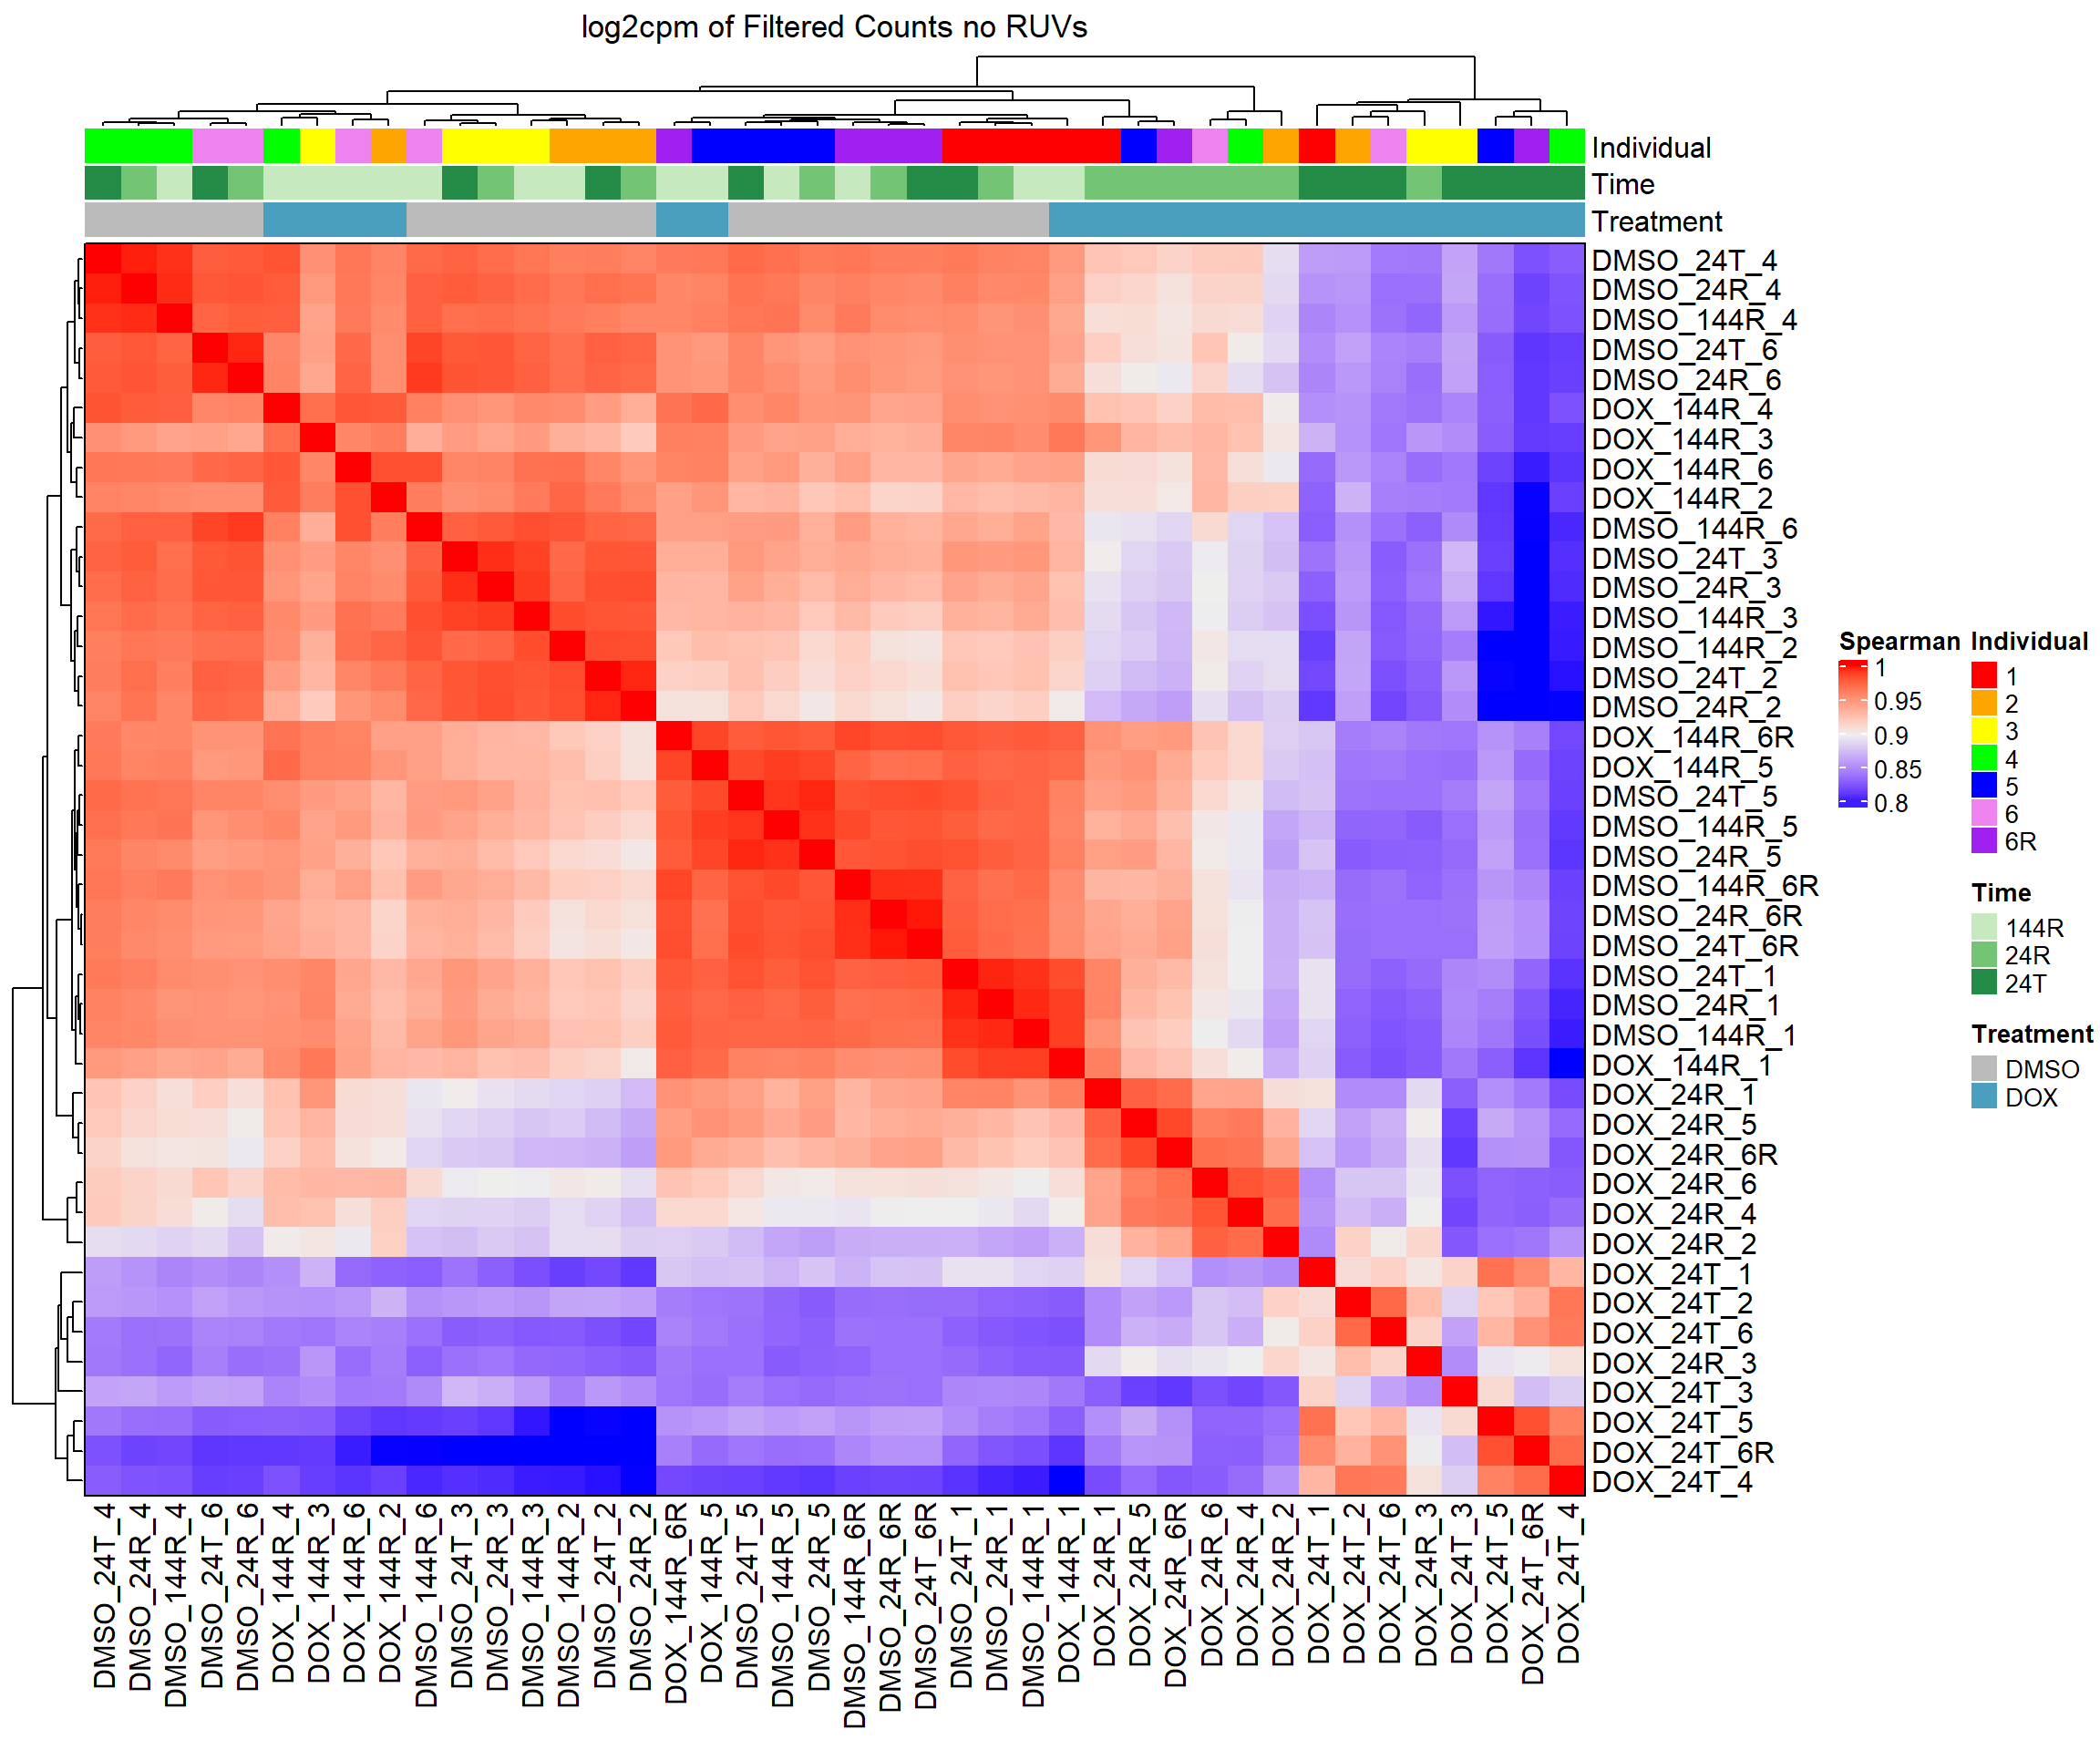 log2cpm of Filtered Counts no RUVs
Individual
Time
Treatment
DMSO_24T_4
DMSO_24R_4
DMSO_144R_4
DMSO_24T_6
DMSO_24R_6
DOX_144R_4
DOX_144R_3
DOX_144R_6
DOX_144R_2
DMSO_144R_6
DMSO_24T_3
DMSO_24R_3
DMSO_144R_3
DMSO_144R_2
DMSO_24T_2
DMSO_24R_2
DOX_144R_6R
DOX_144R_5
DMSO_24T_5
DMSO_144R_5
DMSO_24R_5
DMSO_144R_6R
DMSO_24R_6R
DMSO_24T_6R
DMSO_24T_1
DMSO_24R_1
DMSO_144R_1
DOX_144R_1
DOX_24R_1
DOX_24R_5
DOX_24R_6R
DOX_24R_6
DOX_24R_4
DOX_24R_2
DOX_24T_1
DOX_24T_2
DOX_24T_6
DOX_24R_3
DOX_24T_3
DOX_24T_5
DOX_24T_6R
DOX_24T_4
DMSO_24T_4
DMSO_24R_4
DMSO_144R_4
DMSO_24T_6
DMSO_24R_6
DOX_144R_4
DOX_144R_3
DOX_144R_6
DOX_144R_2
DMSO_144R_6
DMSO_24T_3
DMSO_24R_3
DMSO_144R_3
DMSO_144R_2
DMSO_24T_2
DMSO_24R_2
DOX_144R_6R
DOX_144R_5
DMSO_24T_5
DMSO_144R_5
DMSO_24R_5
DMSO_144R_6R
DMSO_24R_6R
DMSO_24T_6R
DMSO_24T_1
DMSO_24R_1
DMSO_144R_1
DOX_144R_1
DOX_24R_1
DOX_24R_5
DOX_24R_6R
DOX_24R_6
DOX_24R_4
DOX_24R_2
DOX_24T_1
DOX_24T_2
DOX_24T_6
DOX_24R_3
DOX_24T_3
DOX_24T_5
DOX_24T_6R
DOX_24T_4
Spearman
1
0.95
0.9
0.85
0.8
Individual
1
2
3
4
5
6
6R
Time
144R
24R
24T
Treatment
DMSO
DOX